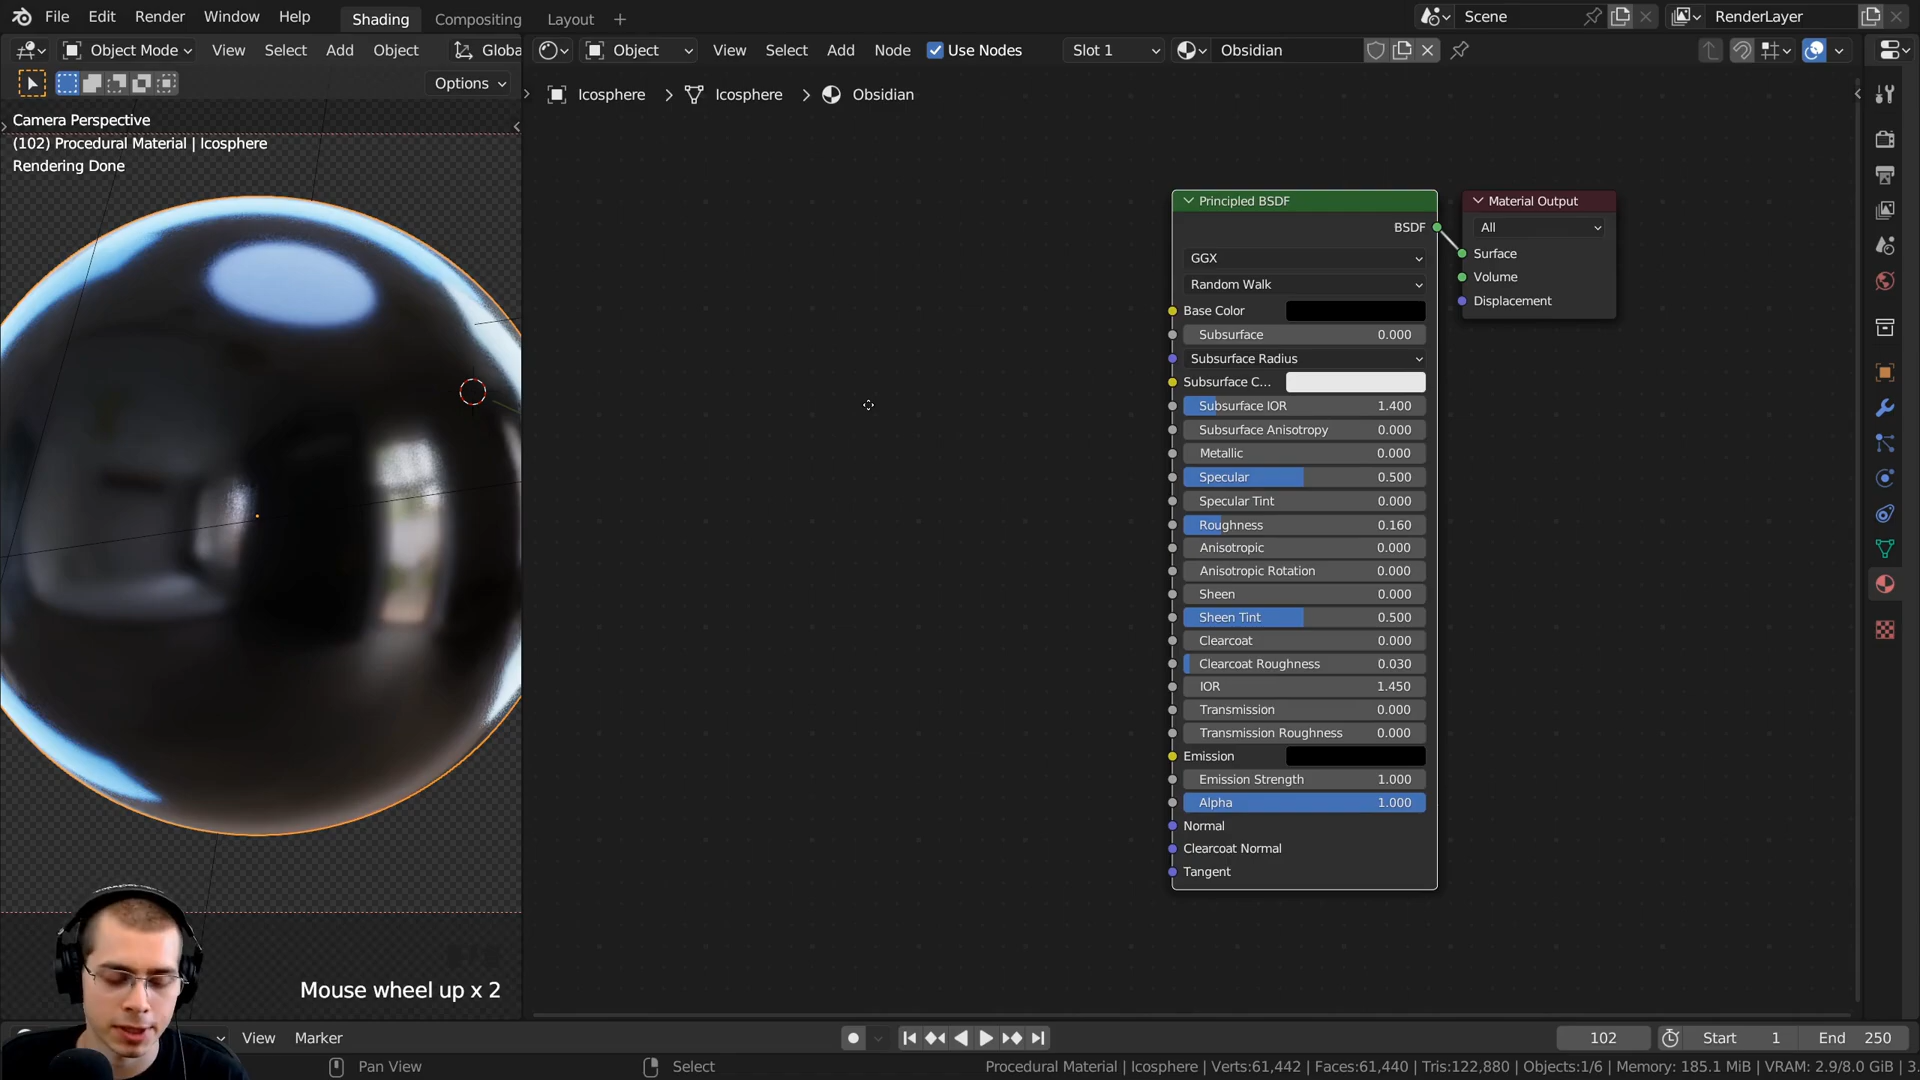 File Edit Render Window Help Shading Compositing Layout + Scene RenderLayer
Object Mode View Select Add Object Globa Object View Select Add Node Use Nodes Slot 1 Obsidian
Options
Icosphere > Icosphere > Obsidian
Camera Perspective
(102) Procedural Material | Icosphere
Rendering Done
Principled BSDF
BSDF
GGX
Random Walk
Base Color
Subsurface 0.000
Subsurface Radius
Subsurface C...
Subsurface IOR 1.400
Subsurface Anisotropy 0.000
Metallic 0.000
Specular 0.500
Specular Tint 0.000
Roughness 0.160
Anisotropic 0.000
Anisotropic Rotation 0.000
Sheen 0.000
Sheen Tint 0.500
Clearcoat 0.000
Clearcoat Roughness 0.030
IOR 1.450
Transmission 0.000
Transmission Roughness 0.000
Emission
Emission Strength 1.000
Alpha 1.000
Normal
Clearcoat Normal
Tangent
Material Output
All
Surface
Volume
Displacement
Mouse wheel up x 2
View Marker 102 Start 1 End 250
Pan View Select Procedural Material | Icosphere | Verts:61,442 | Faces:61,440 | Tris:122,880 | Objects:1/6 | Memory: 185.1 MiB | VRAM: 2.9/8.0 GiB | 3.